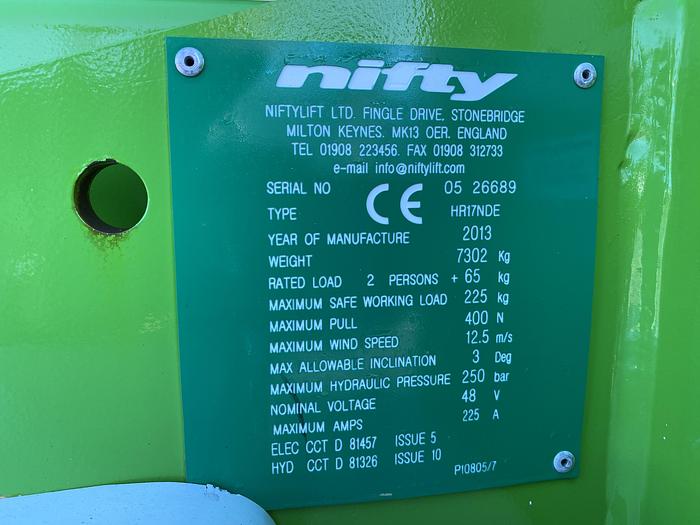 nifty
NIFTYLIFT LTD. FINGLE DRIVE, STONEBRIDGE
MILTON KEYNES. MK13 OER. ENGLAND
TEL 01908 223456. FAX 01908 312733
e-mail info@niftylift.com
SERIAL NO CE 05 26689
TYPE HR17NDE
YEAR OF MANUFACTURE 2013
WEIGHT 7302 Kg
RATED LOAD 2 PERSONS + 65 kg
MAXIMUM SAFE WORKING LOAD 225 kg
MAXIMUM PULL 400 N
MAXIMUM WIND SPEED 12.5 m/s
MAX ALLOWABLE INCLINATION 3 Deg
MAXIMUM HYDRAULIC PRESSURE 250 bar
NOMINAL VOLTAGE 48 V
MAXIMUM AMPS 225 A
ELEC CCT D 81457 ISSUE 5
HYD CCT D 81326 ISSUE 10
P10805/7